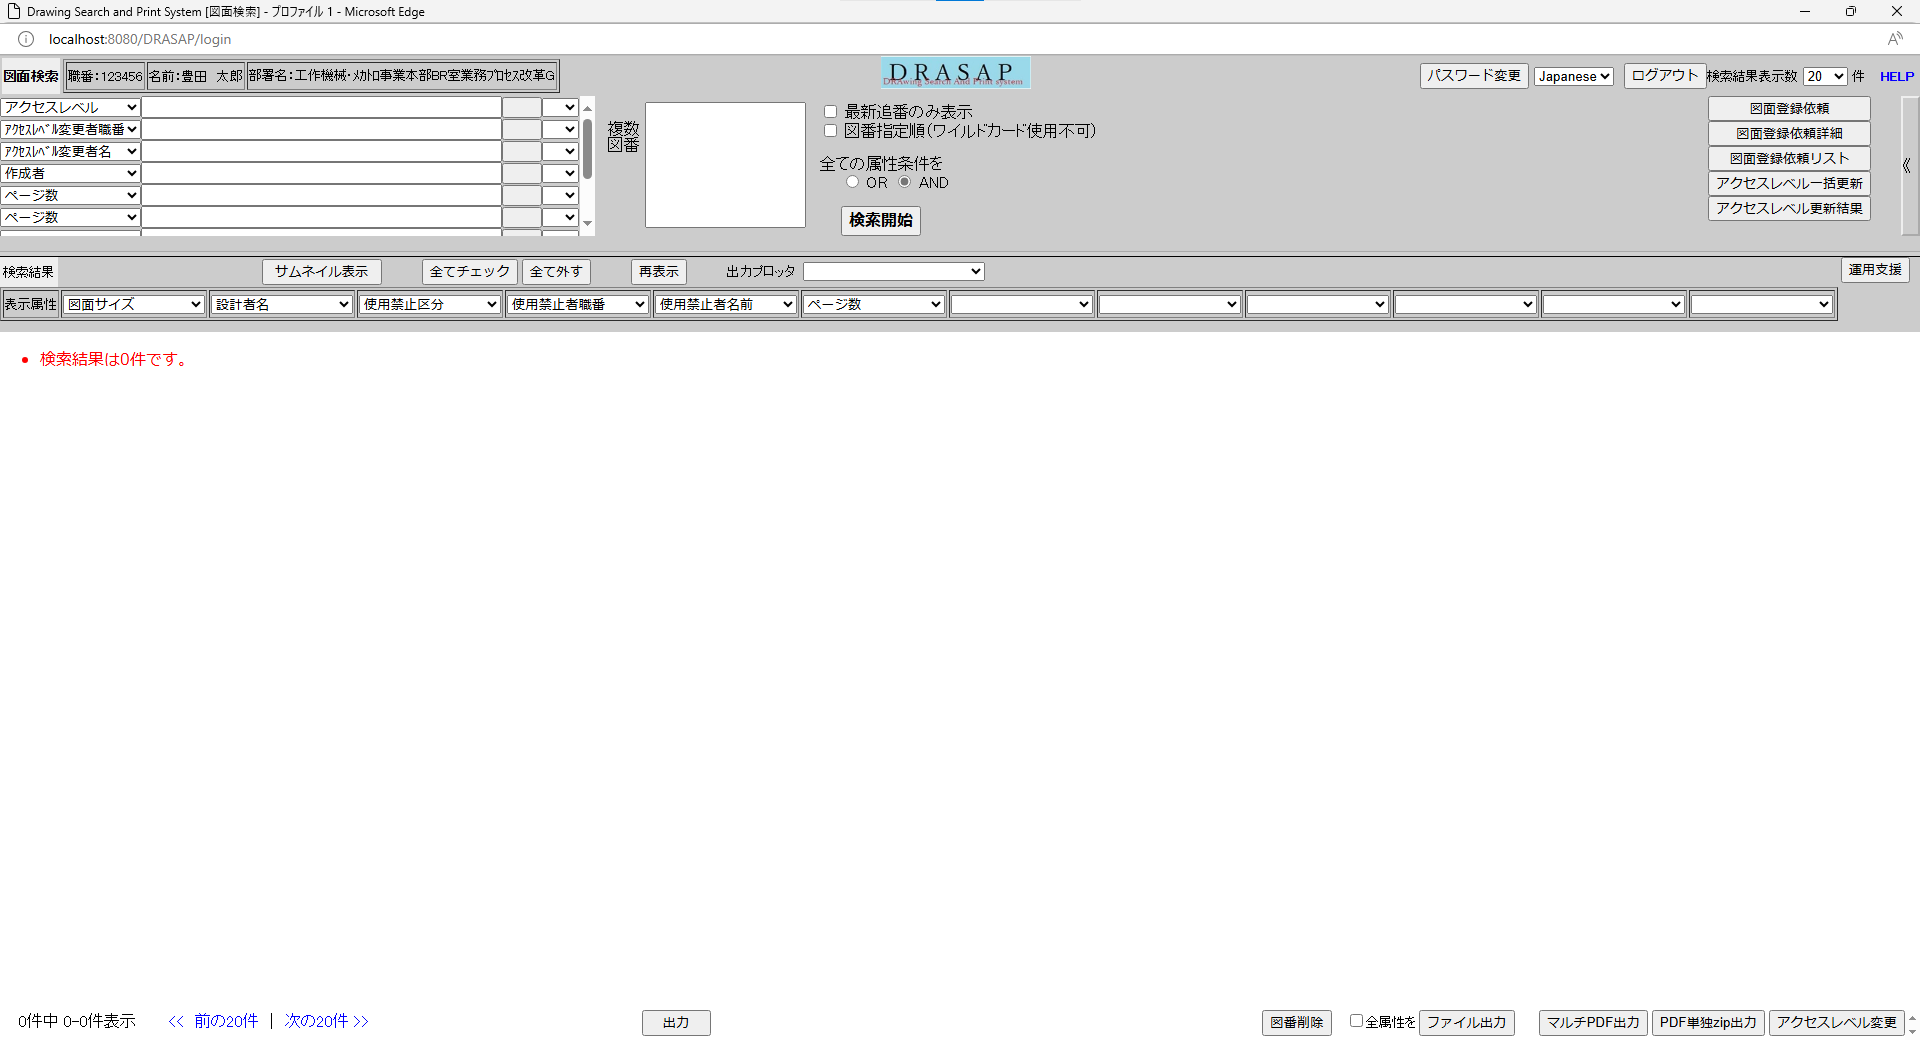 Drawing Search and Print System [図面検索] - プロファイル 1 - Microsoft Edge
localhost:8080/DRASAP/login
図面検索 職番:123456 名前:豊田　太郎 部署名:工作機械・ﾒｶﾄﾛ事業本部BR室業務ﾌﾟﾛｾｽ改革G DRASAP パスワード変更 Japanese ログアウト 検索結果表示数 20 件 HELP
DRAwing Search And Print system
アクセスレベル
ｱｸｾｽﾚﾍﾞﾙ変更者職番
ｱｸｾｽﾚﾍﾞﾙ変更者名
作成者
ページ数
ページ数
複数
図番
最新追番のみ表示
図番指定順(ワイルドカード使用不可)
全ての属性条件を
OR AND
検索開始
図面登録依頼
図面登録依頼詳細
図面登録依頼リスト
アクセスレベル一括更新
アクセスレベル更新結果
《
検索結果 サムネイル表示 全てチェック 全て外す 再表示 出力プロッタ 運用支援
表示属性 図面サイズ 設計者名 使用禁止区分 使用禁止者職番 使用禁止者名前 ページ数
• 検索結果は0件です。
0件中 0-0件表示 << 前の20件 | 次の20件 >> 出力 図番削除 全属性を ファイル出力 マルチPDF出力 PDF単独zip出力 アクセスレベル変更